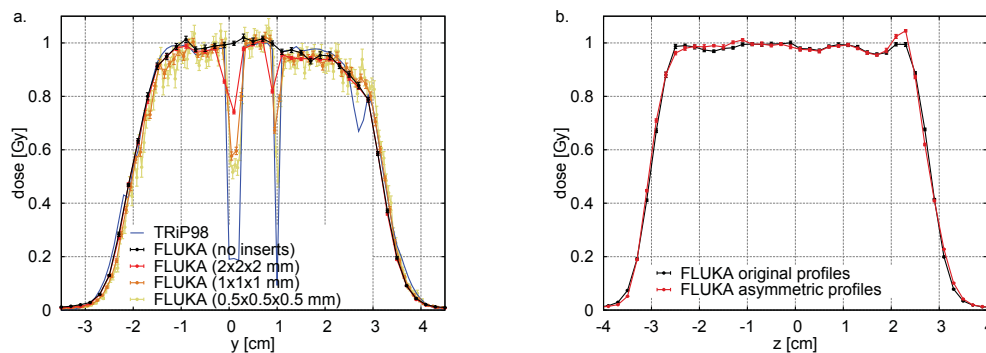 a.
dose [Gy]
1
0.8
0.6
0.4
0.2
0
TRiP98
FLUKA (no inserts)
FLUKA (2x2x2 mm)
FLUKA (1x1x1 mm)
FLUKA (0.5x0.5x0.5 mm)
-3 -2 -1 0 1 2 3 4
y [cm]
b.
dose [Gy]
1
0.8
0.6
0.4
0.2
0
FLUKA original profiles
FLUKA asymmetric profiles
-4 -3 -2 -1 0 1 2 3 4
z [cm]